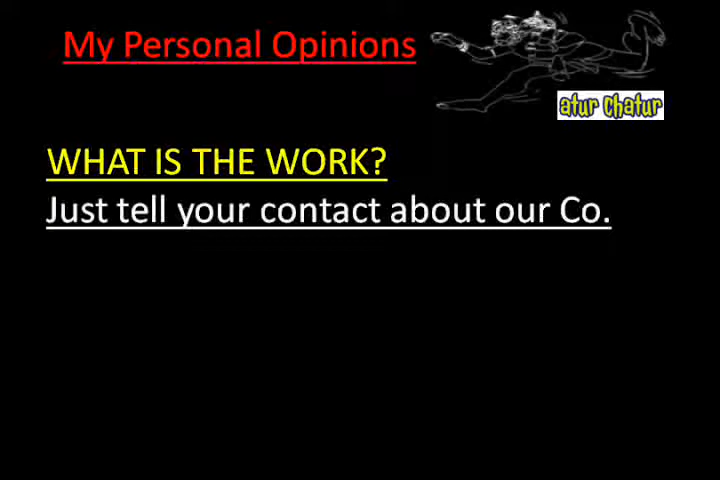 My Personal Opinions
atur Chatur
WHAT IS THE WORK?
Just tell your contact about our Co.